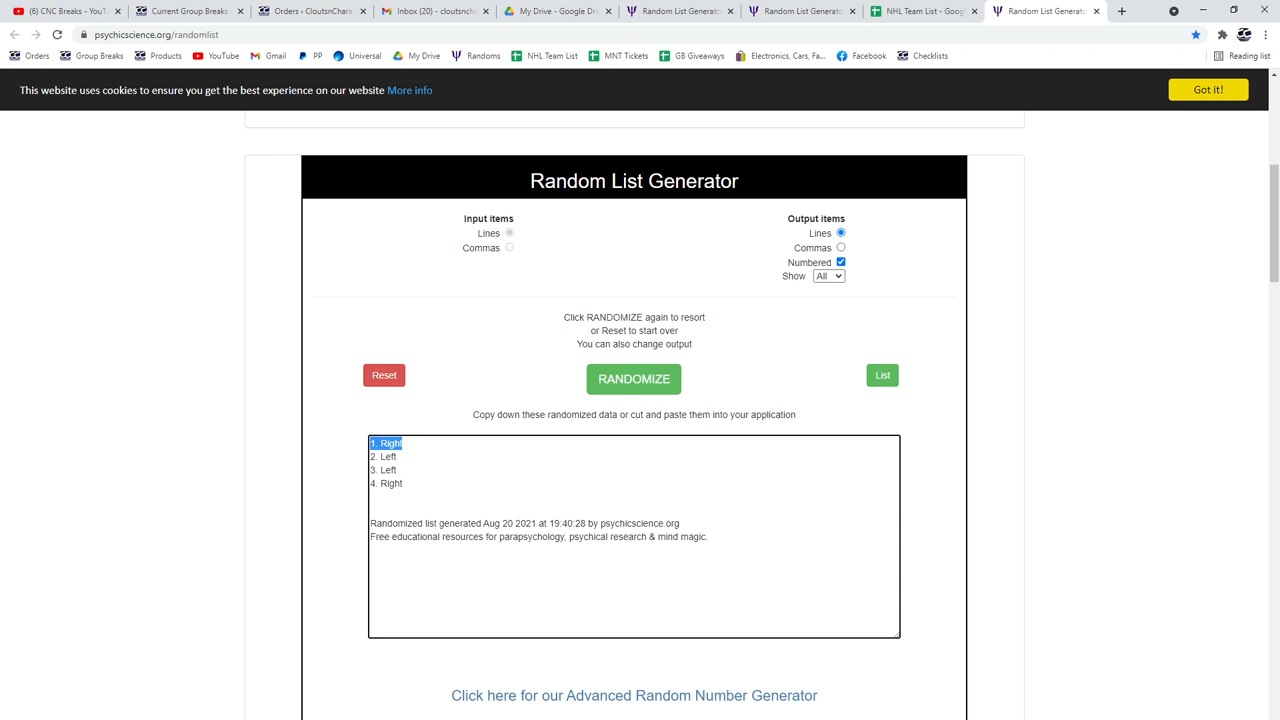 (6) CNC Breaks - YouTu
Current Group Breaks
Orders < CloutsnChara
Inbox (20) - cloutsnch
My Drive - Google Dri
Random List Generato
Random List Generato
NHL Team List - Goog
Random List Generato
psychicscience.org/randomlist
Orders
Group Breaks
Products
YouTube
Gmail
PP
Universal
My Drive
Randoms
NHL Team List
MNT Tickets
GB Giveaways
Electronics, Cars, Fa...
Facebook
Checklists
Reading list
This website uses cookies to ensure you get the best experience on our website More info
Got it!
Random List Generator
Input items
Lines
Commas
Output items
Lines
Commas
Numbered
Show All
Click RANDOMIZE again to resort
or Reset to start over
You can also change output
Reset
RANDOMIZE
List
Copy down these randomized data or cut and paste them into your application
1. Right
2. Left
3. Left
4. Right
Randomized list generated Aug 20 2021 at 19:40:28 by psychicscience.org
Free educational resources for parapsychology, psychical research & mind magic.
Click here for our Advanced Random Number Generator